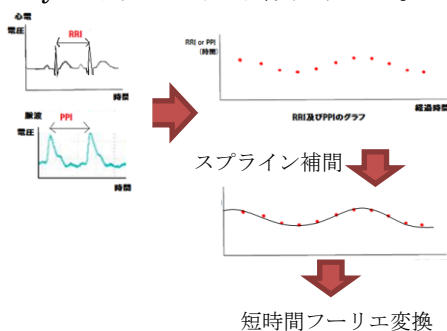 y
心電
電圧
RRI
時間
脈波
電圧
PPI
時間
RRI or PPI
(時間)
経過時間
RRI及びPPIのグラフ
スプライン補間
短時間フーリエ変換